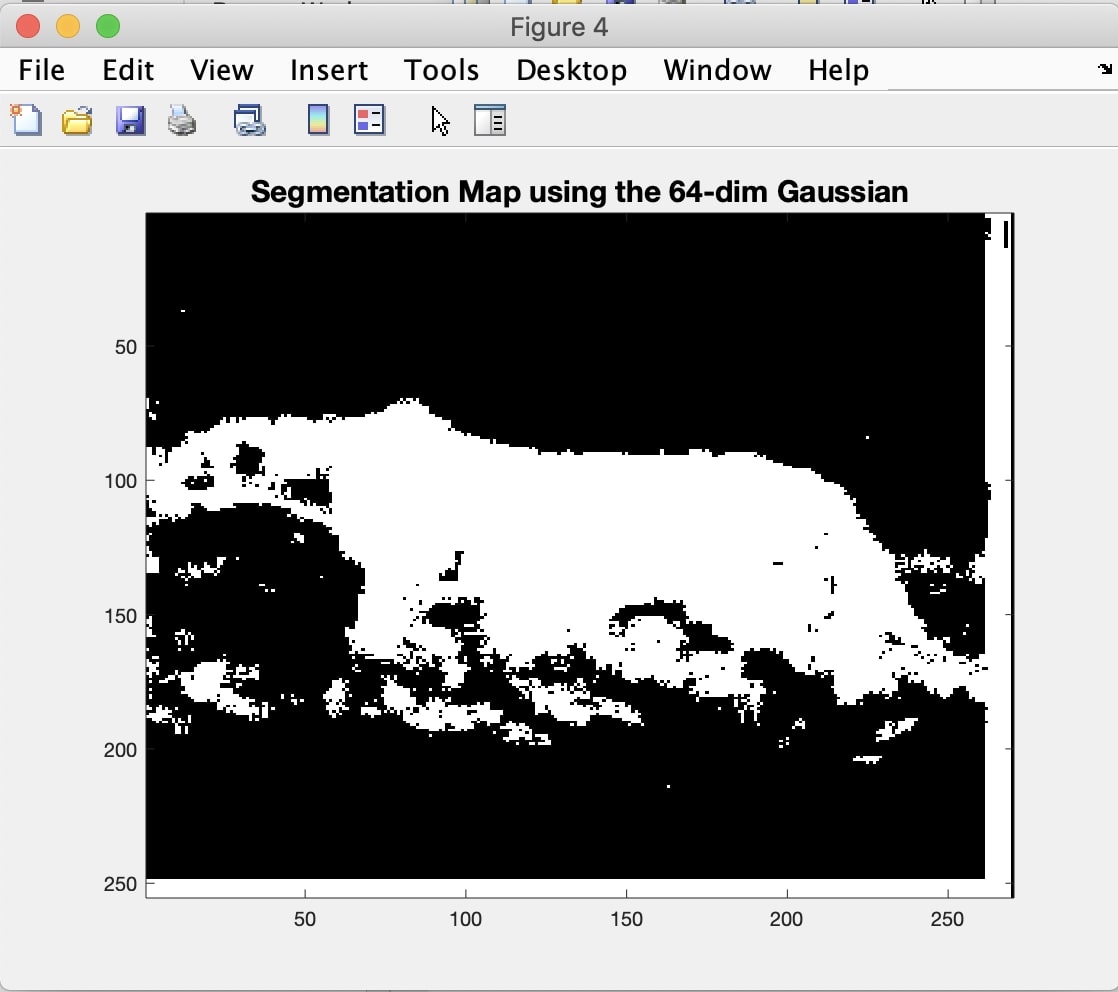 Figure 4
File Edit View Insert Tools Desktop Window Help
Segmentation Map using the 64-dim Gaussian
50
100
150
200
250
50 100 150 200 250